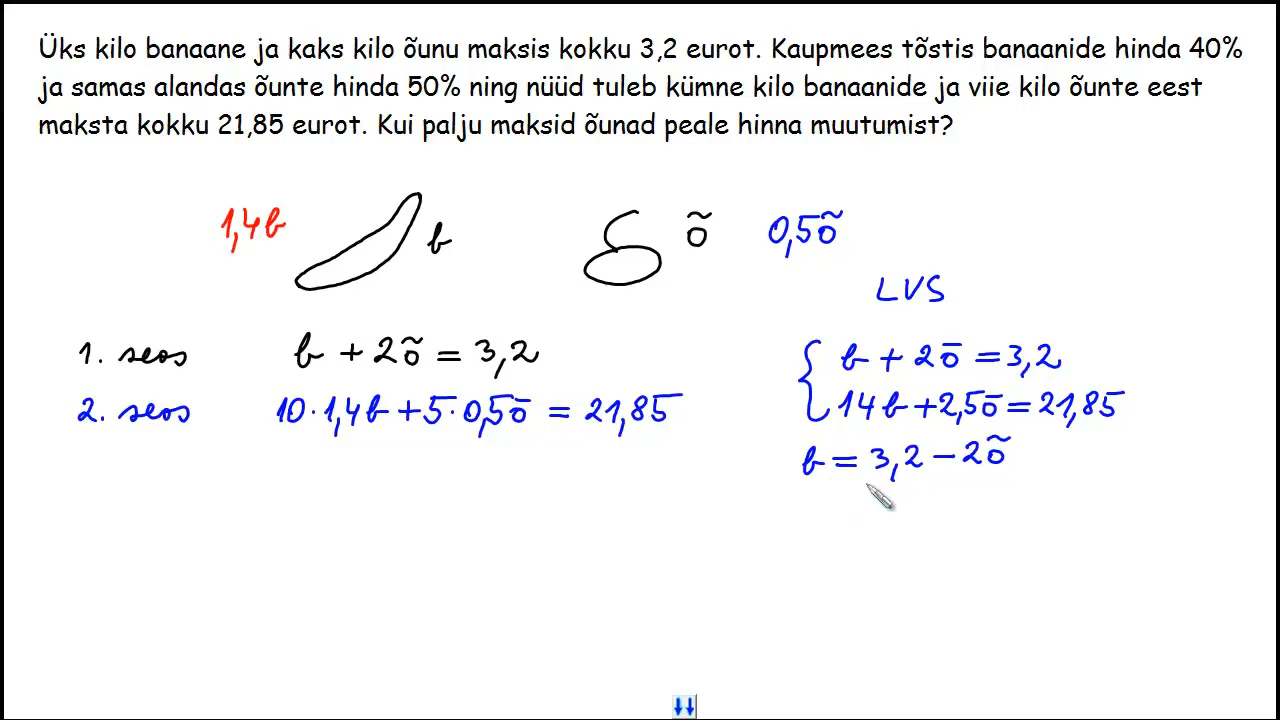 Üks kilo banaane ja kaks kilo õunu maksis kokku 3,2 eurot. Kaupmees tõstis banaanide hinda 40%
ja samas alandas õunte hinda 50% ning nüüd tuleb kümne kilo banaanide ja viie kilo õunte eest
maksta kokku 21,85 eurot. Kui palju maksid õunad peale hinna muutumist?
1,4b b õ 0,5õ
LVS
1. seos b + 2õ = 3,2
2. seos 10·1,4b + 5·0,5õ = 21,85
{ b + 2õ = 3,2
14b + 2,5õ = 21,85
b = 3,2 − 2õ